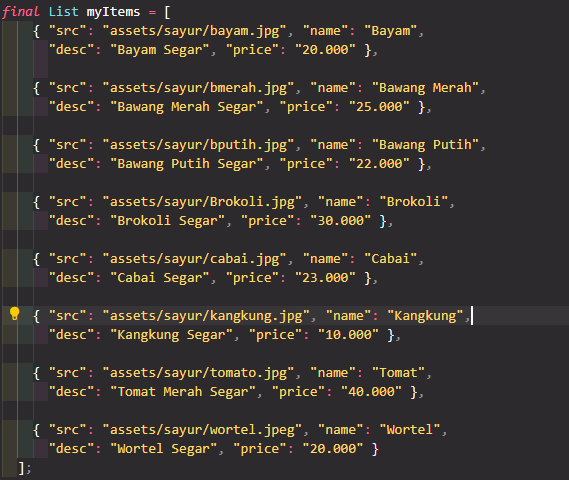 final List myItems = [
{ "src": "assets/sayur/bayam.jpg", "name": "Bayam",
"desc": "Bayam Segar", "price": "20.000" },
{ "src": "assets/sayur/bmerah.jpg", "name": "Bawang Merah",
"desc": "Bawang Merah Segar", "price": "25.000" },
{ "src": "assets/sayur/bputih.jpg", "name": "Bawang Putih",
"desc": "Bawang Putih Segar", "price": "22.000" },
{ "src": "assets/sayur/Brokoli.jpg", "name": "Brokoli",
"desc": "Brokoli Segar", "price": "30.000" },
{ "src": "assets/sayur/cabai.jpg", "name": "Cabai",
"desc": "Cabai Segar", "price": "23.000" },
{ "src": "assets/sayur/kangkung.jpg", "name": "Kangkung",
"desc": "Kangkung Segar", "price": "10.000" },
{ "src": "assets/sayur/tomato.jpg", "name": "Tomat",
"desc": "Tomat Merah Segar", "price": "40.000" },
{ "src": "assets/sayur/wortel.jpeg", "name": "Wortel",
"desc": "Wortel Segar", "price": "20.000" }
];